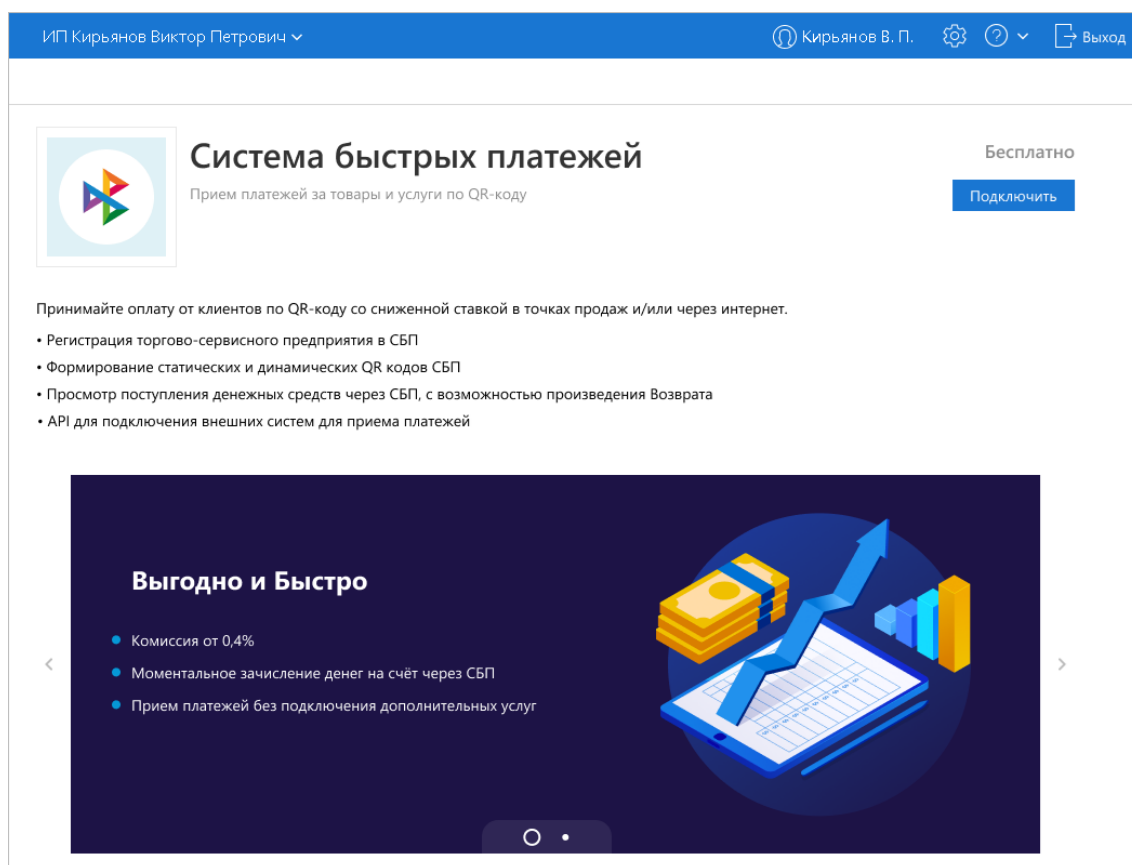 ИП Кирьянов Виктор Петрович
Кирьянов В. П.
Выход
Система быстрых платежей
Прием платежей за товары и услуги по QR-коду
Бесплатно
Подключить
Принимайте оплату от клиентов по QR-коду со сниженной ставкой в точках продаж и/или через интернет.
• Регистрация торгово-сервисного предприятия в СБП
• Формирование статических и динамических QR кодов СБП
• Просмотр поступления денежных средств через СБП, с возможностью произведения Возврата
• API для подключения внешних систем для приема платежей
Выгодно и Быстро
Комиссия от 0,4%
Моментальное зачисление денег на счёт через СБП
Прием платежей без подключения дополнительных услуг